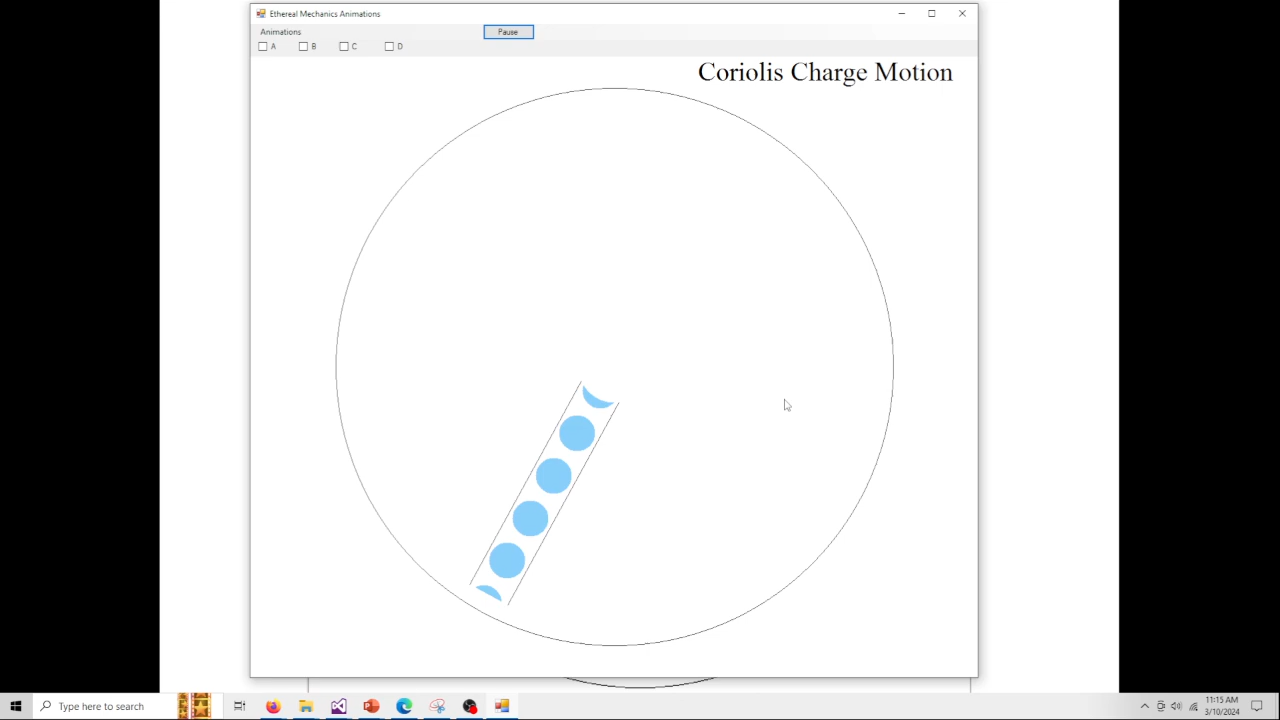 Ethereal Mechanics Animations
Animations
Pause
A
B
C
D
Coriolis Charge Motion
Type here to search
11:15 AM
3/10/2024